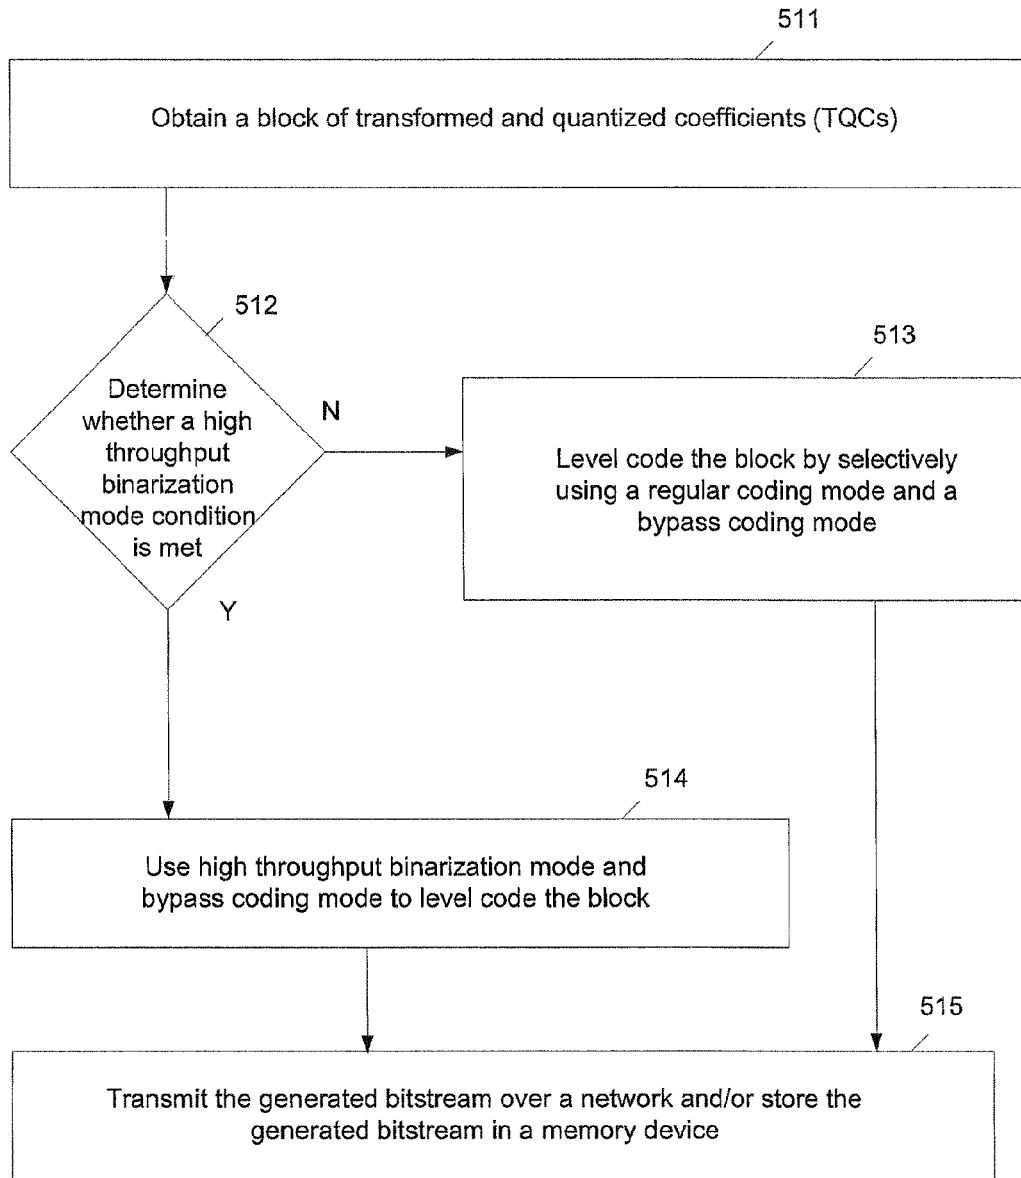 511
Obtain a block of transformed and quantized coefficients (TQCs)
512
Determine
whether a high
throughput
binarization
mode condition
is met
N
Y
513
Level code the block by selectively
using a regular coding mode and a
bypass coding mode
514
Use high throughput binarization mode and
bypass coding mode to level code the block
515
Transmit the generated bitstream over a network and/or store the
generated bitstream in a memory device